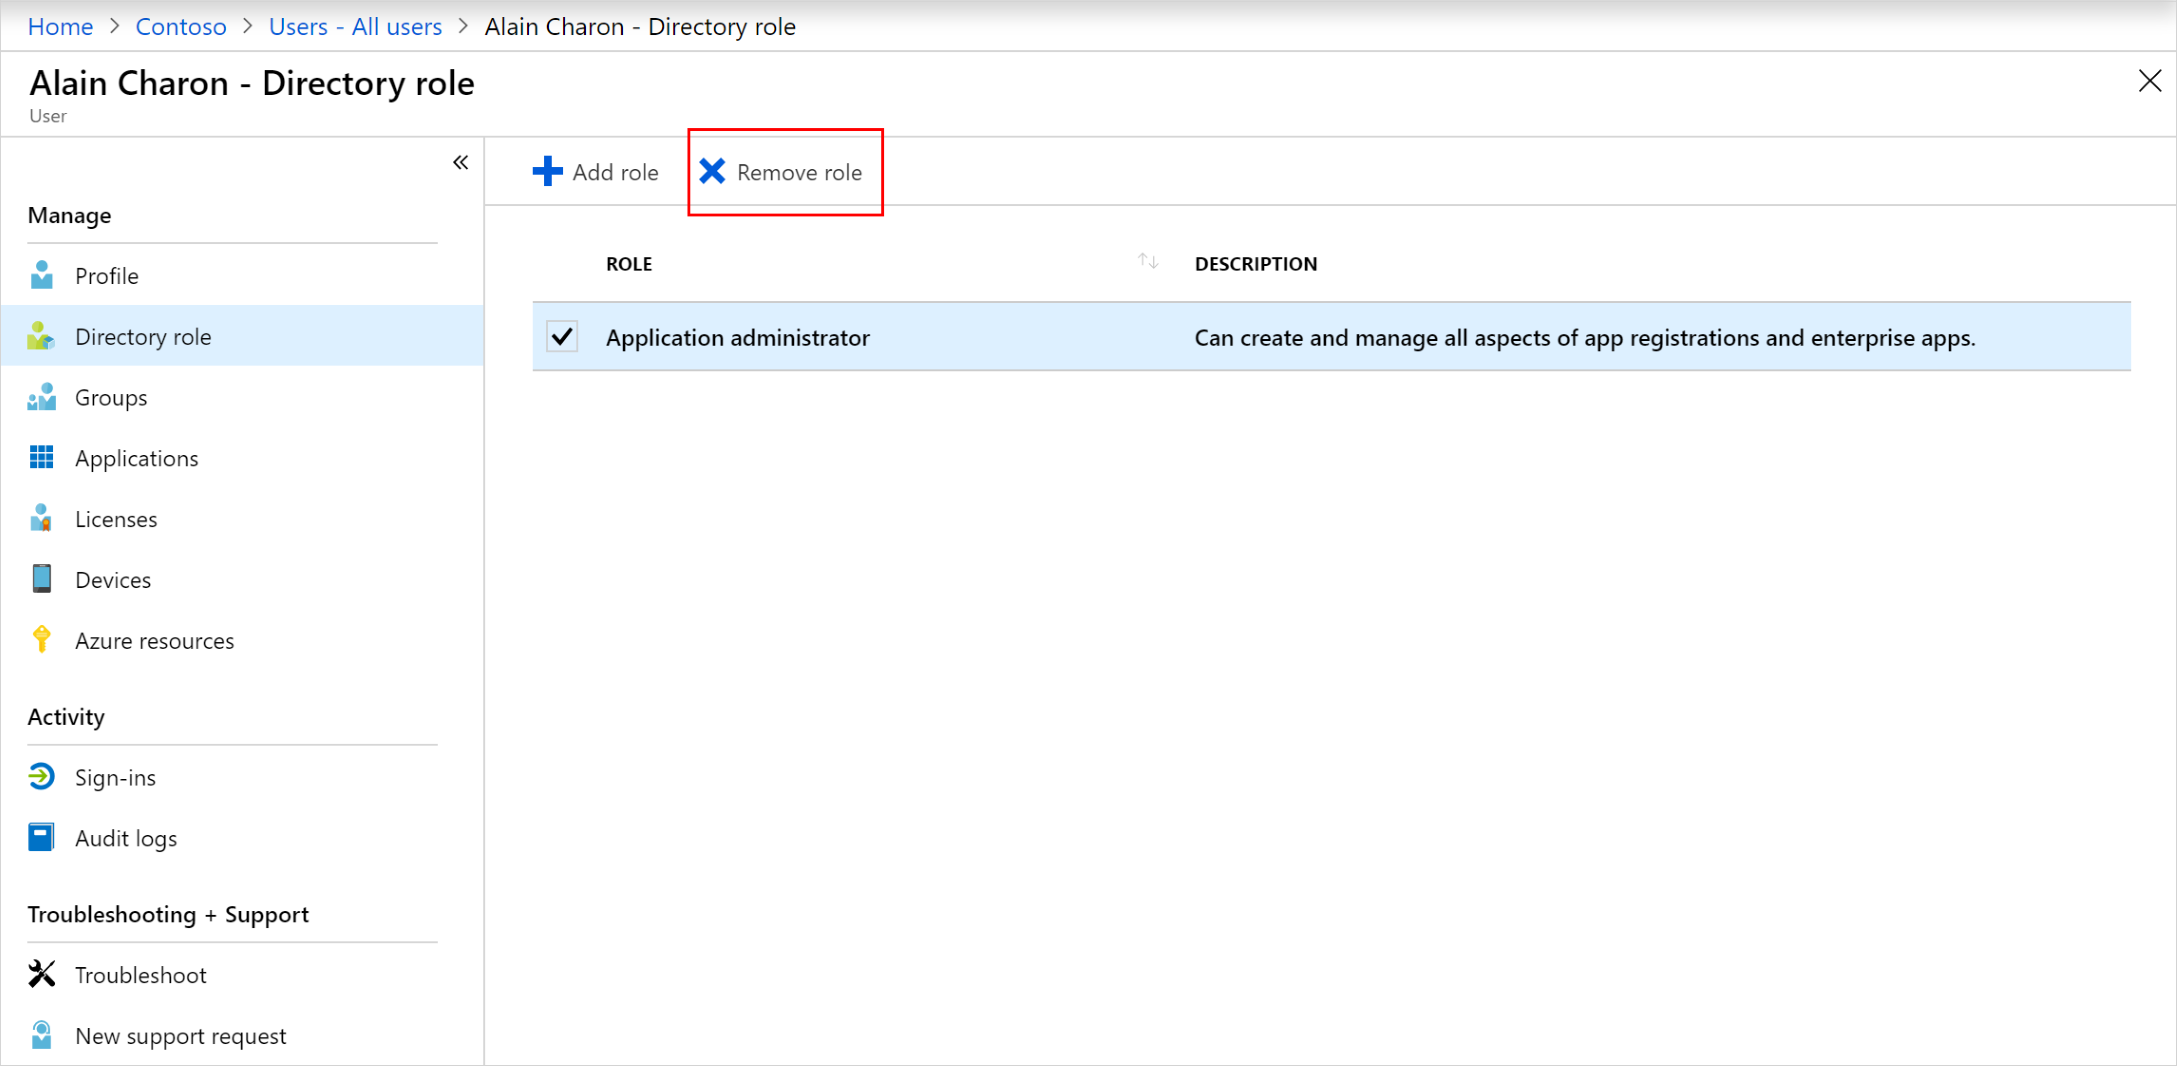 Home > Contoso > Users - All users > Alain Charon - Directory role
Alain Charon - Directory role
User
Manage
Profile
Directory role
Groups
Applications
Licenses
Devices
Azure resources
Activity
Sign-ins
Audit logs
Troubleshooting + Support
Troubleshoot
New support request
Add role Remove role
ROLE DESCRIPTION
Application administrator Can create and manage all aspects of app registrations and enterprise apps.